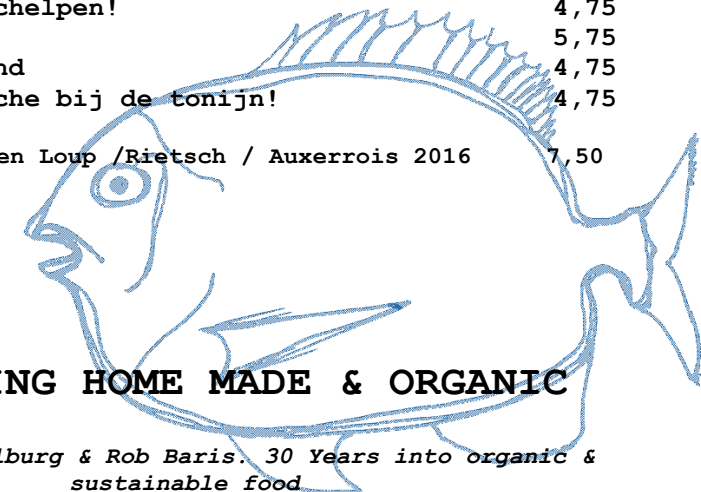 chelpen! 4,75
5,75
nd 4,75
che bij de tonijn! 4,75
en Loup /Rietsch / Auxerrois 2016 7,50
ING HOME MADE & ORGANIC
lburg & Rob Baris. 30 Years into organic &
sustainable food